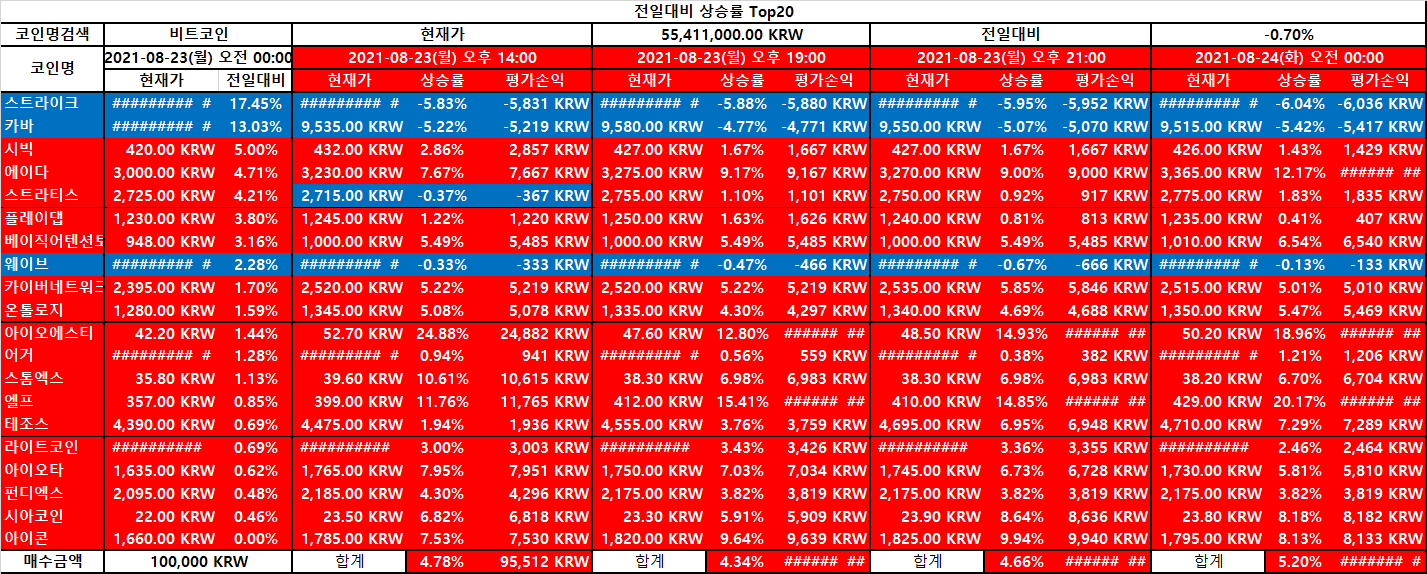 전일대비 상승률 Top20
코인명검색 비트코인 현재가 55,411,000.00 KRW 전일대비 -0.70%
코인명 2021-08-23(월) 오전 00:00 2021-08-23(월) 오후 14:00 2021-08-23(월) 오후 19:00 2021-08-23(월) 오후 21:00 2021-08-24(화) 오전 00:00
현재가 전일대비 현재가 상승률 평가손익 현재가 상승률 평가손익 현재가 상승률 평가손익 현재가 상승률 평가손익
스트라이크 ######### # 17.45% ######### # -5.83% -5,831 KRW ######### # -5.88% -5,880 KRW ######### # -5.95% -5,952 KRW ######### # -6.04% -6,036 KRW
카바 ######### # 13.03% 9,535.00 KRW -5.22% -5,219 KRW 9,580.00 KRW -4.77% -4,771 KRW 9,550.00 KRW -5.07% -5,070 KRW 9,515.00 KRW -5.42% -5,417 KRW
시빅 420.00 KRW 5.00% 432.00 KRW 2.86% 2,857 KRW 427.00 KRW 1.67% 1,667 KRW 427.00 KRW 1.67% 1,667 KRW 426.00 KRW 1.43% 1,429 KRW
에이다 3,000.00 KRW 4.71% 3,230.00 KRW 7.67% 7,667 KRW 3,275.00 KRW 9.17% 9,167 KRW 3,270.00 KRW 9.00% 9,000 KRW 3,365.00 KRW 12.17% ###### ##
스트라티스 2,725.00 KRW 4.21% 2,715.00 KRW -0.37% -367 KRW 2,755.00 KRW 1.10% 1,101 KRW 2,750.00 KRW 0.92% 917 KRW 2,775.00 KRW 1.83% 1,835 KRW
플레이댑 1,230.00 KRW 3.80% 1,245.00 KRW 1.22% 1,220 KRW 1,250.00 KRW 1.63% 1,626 KRW 1,240.00 KRW 0.81% 813 KRW 1,235.00 KRW 0.41% 407 KRW
베이직어텐션토 948.00 KRW 3.16% 1,000.00 KRW 5.49% 5,485 KRW 1,000.00 KRW 5.49% 5,485 KRW 1,000.00 KRW 5.49% 5,485 KRW 1,010.00 KRW 6.54% 6,540 KRW
웨이브 ######### # 2.28% ######### # -0.33% -333 KRW ######### # -0.47% -466 KRW ######### # -0.67% -666 KRW ######### # -0.13% -133 KRW
카이버네트워크 2,395.00 KRW 1.70% 2,520.00 KRW 5.22% 5,219 KRW 2,520.00 KRW 5.22% 5,219 KRW 2,535.00 KRW 5.85% 5,846 KRW 2,515.00 KRW 5.01% 5,010 KRW
온톨로지 1,280.00 KRW 1.59% 1,345.00 KRW 5.08% 5,078 KRW 1,335.00 KRW 4.30% 4,297 KRW 1,340.00 KRW 4.69% 4,688 KRW 1,350.00 KRW 5.47% 5,469 KRW
아이오에스티 42.20 KRW 1.44% 52.70 KRW 24.88% 24,882 KRW 47.60 KRW 12.80% ###### ## 48.50 KRW 14.93% ###### ## 50.20 KRW 18.96% ###### ##
어거 ######### # 1.28% ######### # 0.94% 941 KRW ######### # 0.56% 559 KRW ######### # 0.38% 382 KRW ######### # 1.21% 1,206 KRW
스톰엑스 35.80 KRW 1.13% 39.60 KRW 10.61% 10,615 KRW 38.30 KRW 6.98% 6,983 KRW 38.30 KRW 6.98% 6,983 KRW 38.20 KRW 6.70% 6,704 KRW
엘프 357.00 KRW 0.85% 399.00 KRW 11.76% 11,765 KRW 412.00 KRW 15.41% ###### ## 410.00 KRW 14.85% ###### ## 429.00 KRW 20.17% ###### ##
테조스 4,390.00 KRW 0.69% 4,475.00 KRW 1.94% 1,936 KRW 4,555.00 KRW 3.76% 3,759 KRW 4,695.00 KRW 6.95% 6,948 KRW 4,710.00 KRW 7.29% 7,289 KRW
라이트코인 ########## 0.69% ########## 3.00% 3,003 KRW ########## 3.43% 3,426 KRW ########## 3.36% 3,355 KRW ########## 2.46% 2,464 KRW
아이오타 1,635.00 KRW 0.62% 1,765.00 KRW 7.95% 7,951 KRW 1,750.00 KRW 7.03% 7,034 KRW 1,745.00 KRW 6.73% 6,728 KRW 1,730.00 KRW 5.81% 5,810 KRW
펀디엑스 2,095.00 KRW 0.48% 2,185.00 KRW 4.30% 4,296 KRW 2,175.00 KRW 3.82% 3,819 KRW 2,175.00 KRW 3.82% 3,819 KRW 2,175.00 KRW 3.82% 3,819 KRW
시아코인 22.00 KRW 0.46% 23.50 KRW 6.82% 6,818 KRW 23.30 KRW 5.91% 5,909 KRW 23.90 KRW 8.64% 8,636 KRW 23.80 KRW 8.18% 8,182 KRW
아이콘 1,660.00 KRW 0.00% 1,785.00 KRW 7.53% 7,530 KRW 1,820.00 KRW 9.64% 9,639 KRW 1,825.00 KRW 9.94% 9,940 KRW 1,795.00 KRW 8.13% 8,133 KRW
매수금액 100,000 KRW 합계 4.78% 95,512 KRW 합계 4.34% ###### ## 합계 4.66% ###### ## 합계 5.20% ####### #